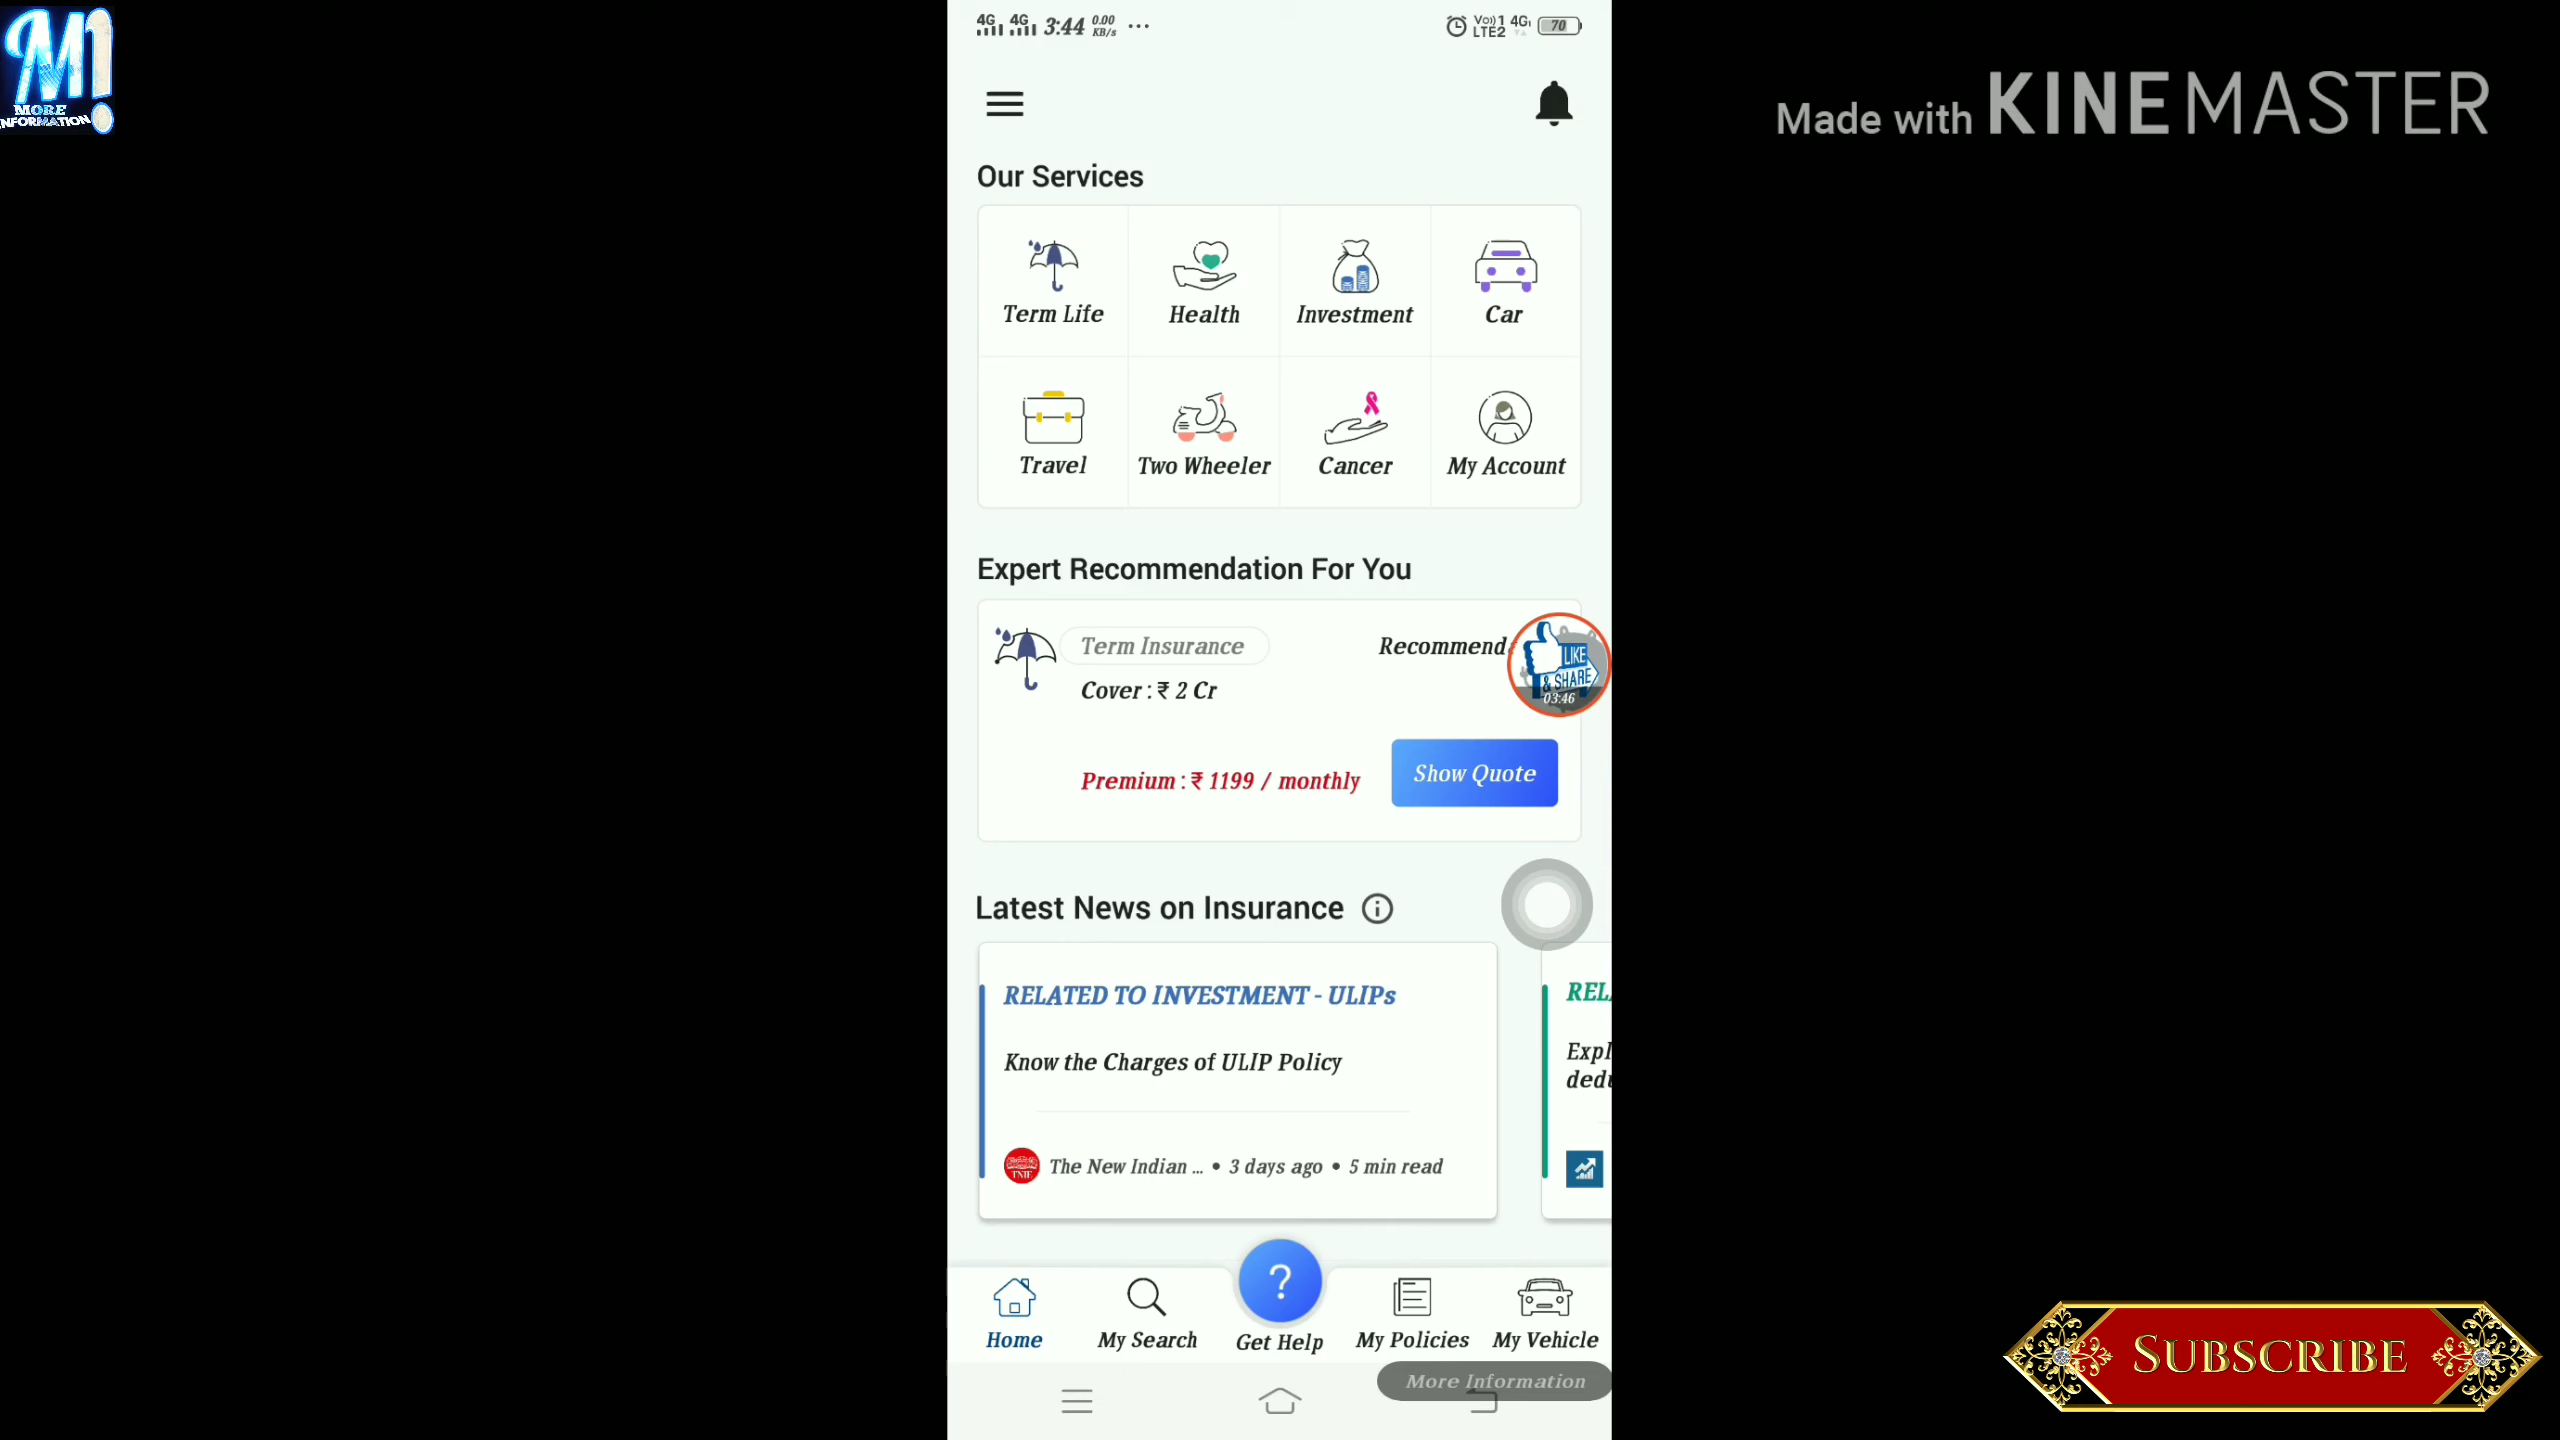 M!
MORE
INFORMATION
4G 4G 3:44 0.00 KB/s ...
Vo)) 1 LTE2 4G 70
Made with KINEMASTER
Our Services
Term Life Health Investment Car
Travel Two Wheeler Cancer My Account
Expert Recommendation For You
Term Insurance Recommend
Cover : ₹ 2 Cr
LIKE
& SHARE
03:46
Premium : ₹ 1199 / monthly Show Quote
Latest News on Insurance
RELATED TO INVESTMENT - ULIPs
Know the Charges of ULIP Policy
TNIE The New Indian ... • 3 days ago • 5 min read
REL
Expl
dedu
?
Home My Search Get Help My Policies My Vehicle
More Information
SUBSCRIBE